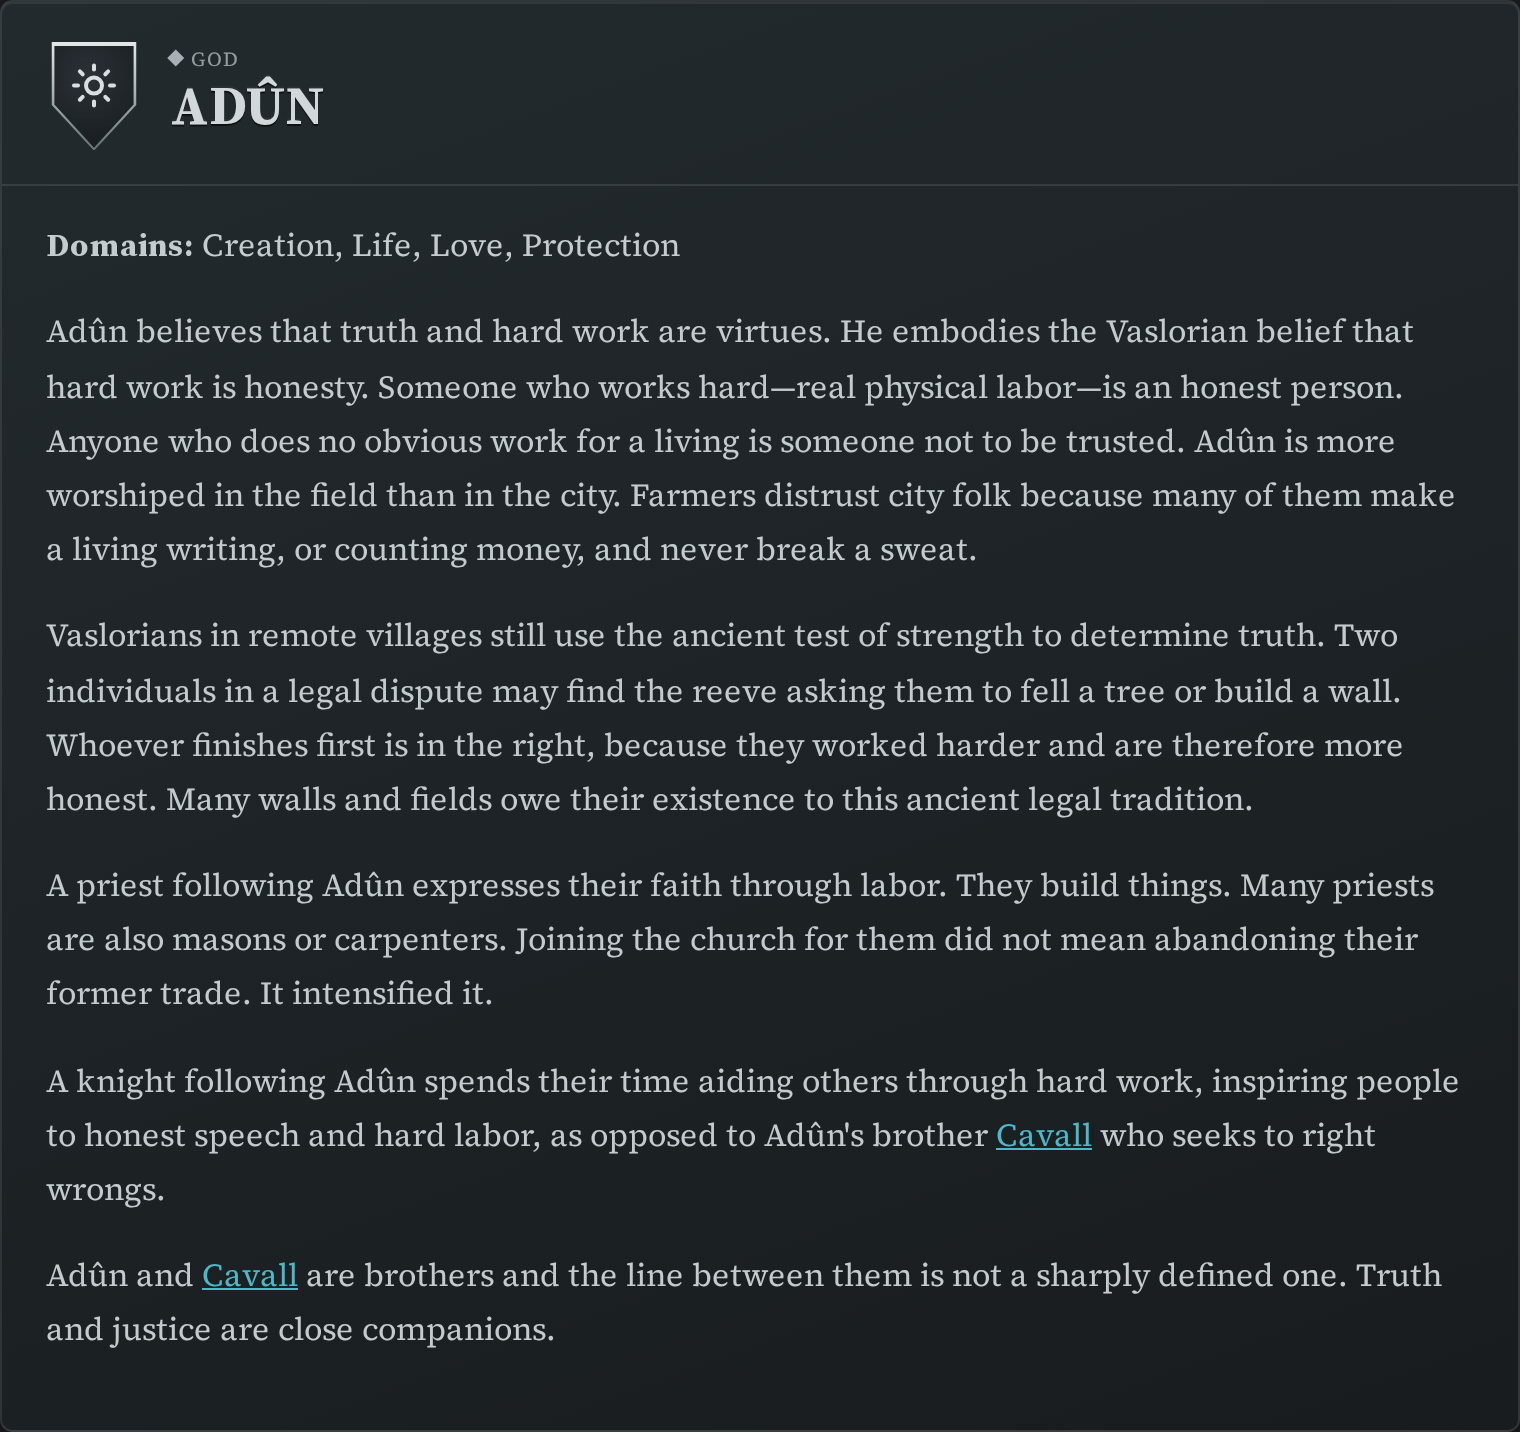 GOD
ADÛN
Domains: Creation, Life, Love, Protection
Adûn believes that truth and hard work are virtues. He embodies the Vaslorian belief that
hard work is honesty. Someone who works hard—real physical labor—is an honest person.
Anyone who does no obvious work for a living is someone not to be trusted. Adûn is more
worshiped in the field than in the city. Farmers distrust city folk because many of them make
a living writing, or counting money, and never break a sweat.
Vaslorians in remote villages still use the ancient test of strength to determine truth. Two
individuals in a legal dispute may find the reeve asking them to fell a tree or build a wall.
Whoever finishes first is in the right, because they worked harder and are therefore more
honest. Many walls and fields owe their existence to this ancient legal tradition.
A priest following Adûn expresses their faith through labor. They build things. Many priests
are also masons or carpenters. Joining the church for them did not mean abandoning their
former trade. It intensified it.
A knight following Adûn spends their time aiding others through hard work, inspiring people
to honest speech and hard labor, as opposed to Adûn's brother Cavall who seeks to right
wrongs.
Adûn and Cavall are brothers and the line between them is not a sharply defined one. Truth
and justice are close companions.